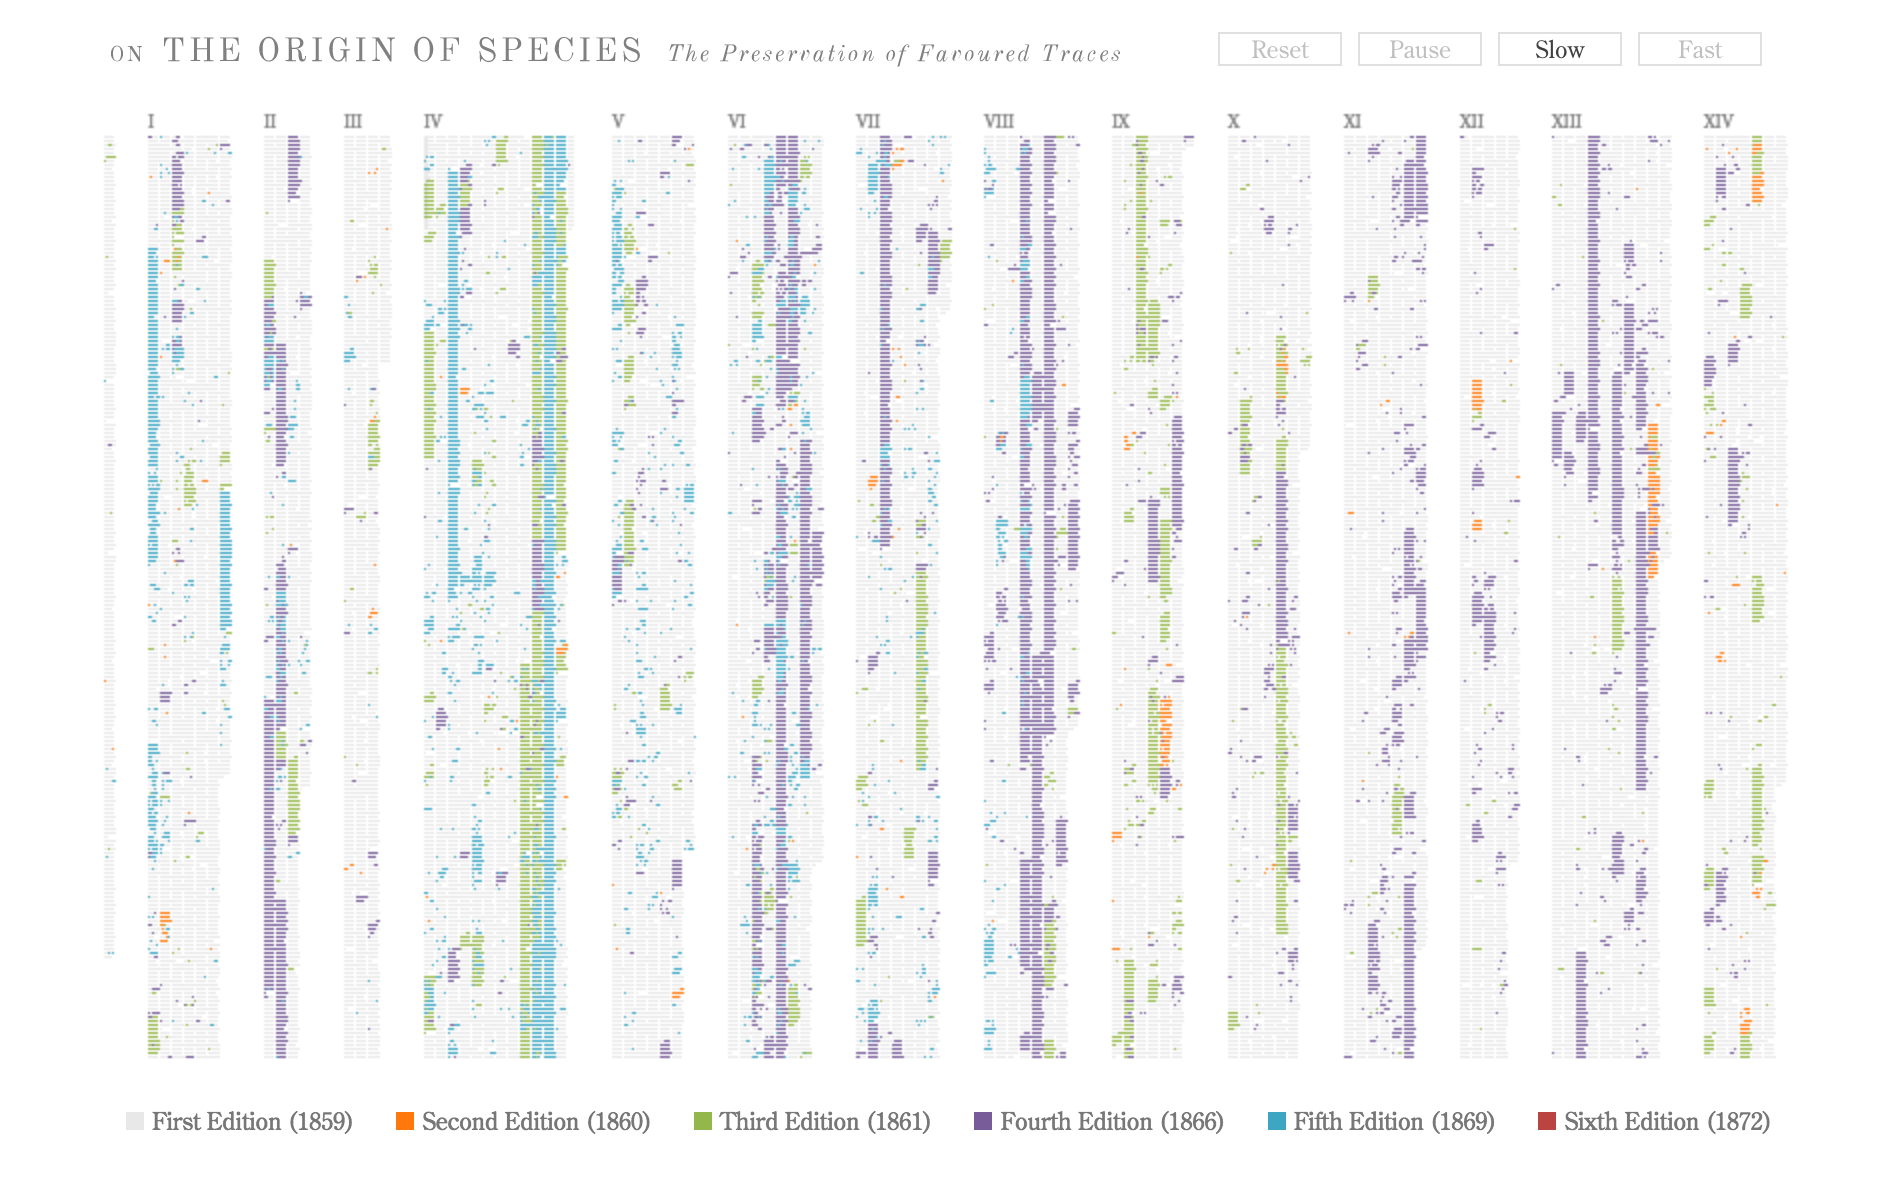 ON THE ORIGIN OF SPECIES The Preservation of Favoured Traces Reset Pause Slow Fast
I II III IV V VI VII VIII IX X XI XII XIII XIV
First Edition (1859) Second Edition (1860) Third Edition (1861) Fourth Edition (1866) Fifth Edition (1869) Sixth Edition (1872)